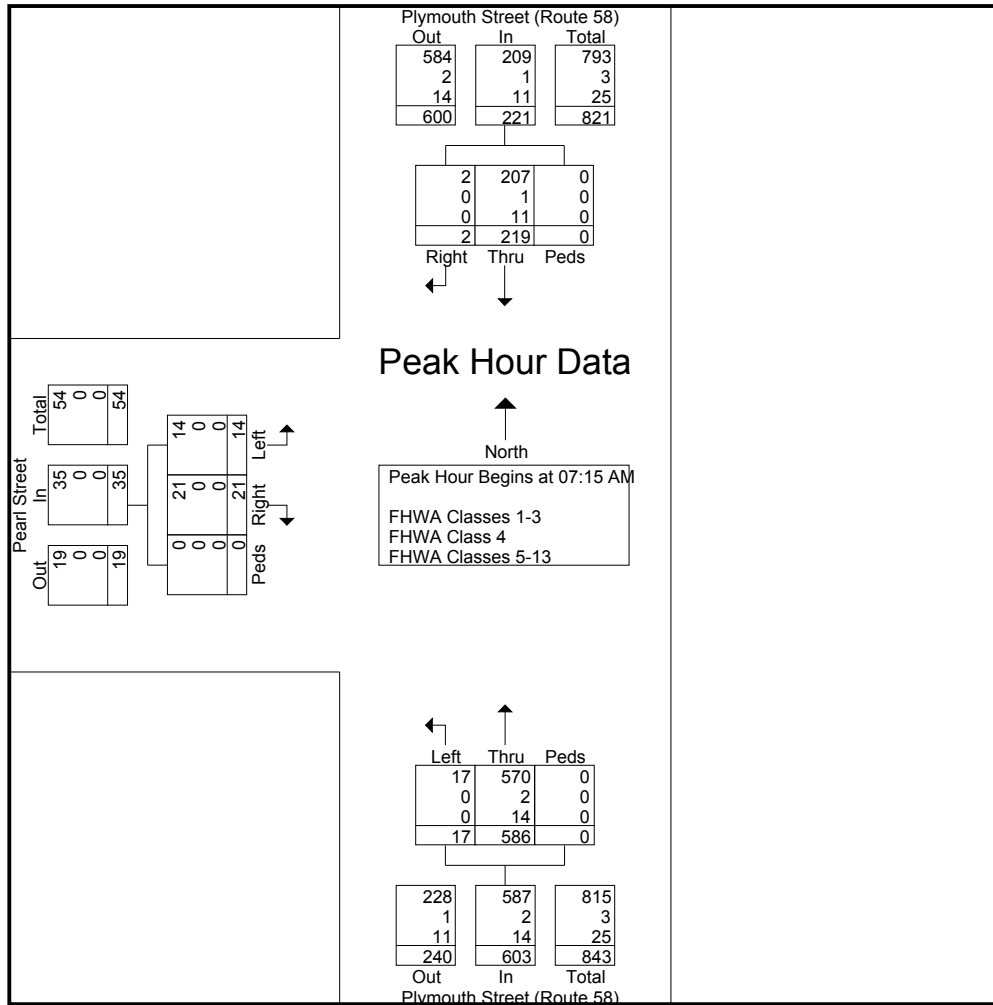 Plymouth Street (Route 58)
Out In Total
584 209 793
2 1 3
14 11 25
600 221 821
2 207 0
0 1 0
0 11 0
2 219 0
Right Thru Peds
Peak Hour Data
North
Peak Hour Begins at 07:15 AM
FHWA Classes 1-3
FHWA Class 4
FHWA Classes 5-13
Pearl Street
Total
54 0 0 54
In
35 0 0 35
Out
19 0 0 19
14 0 0 14
Left
21 0 0 21
Right
0 0 0 0
Peds
Left Thru Peds
17 570 0
0 2 0
0 14 0
17 586 0
228 587 815
1 2 3
11 14 25
240 603 843
Out In Total
Plymouth Street (Route 58)